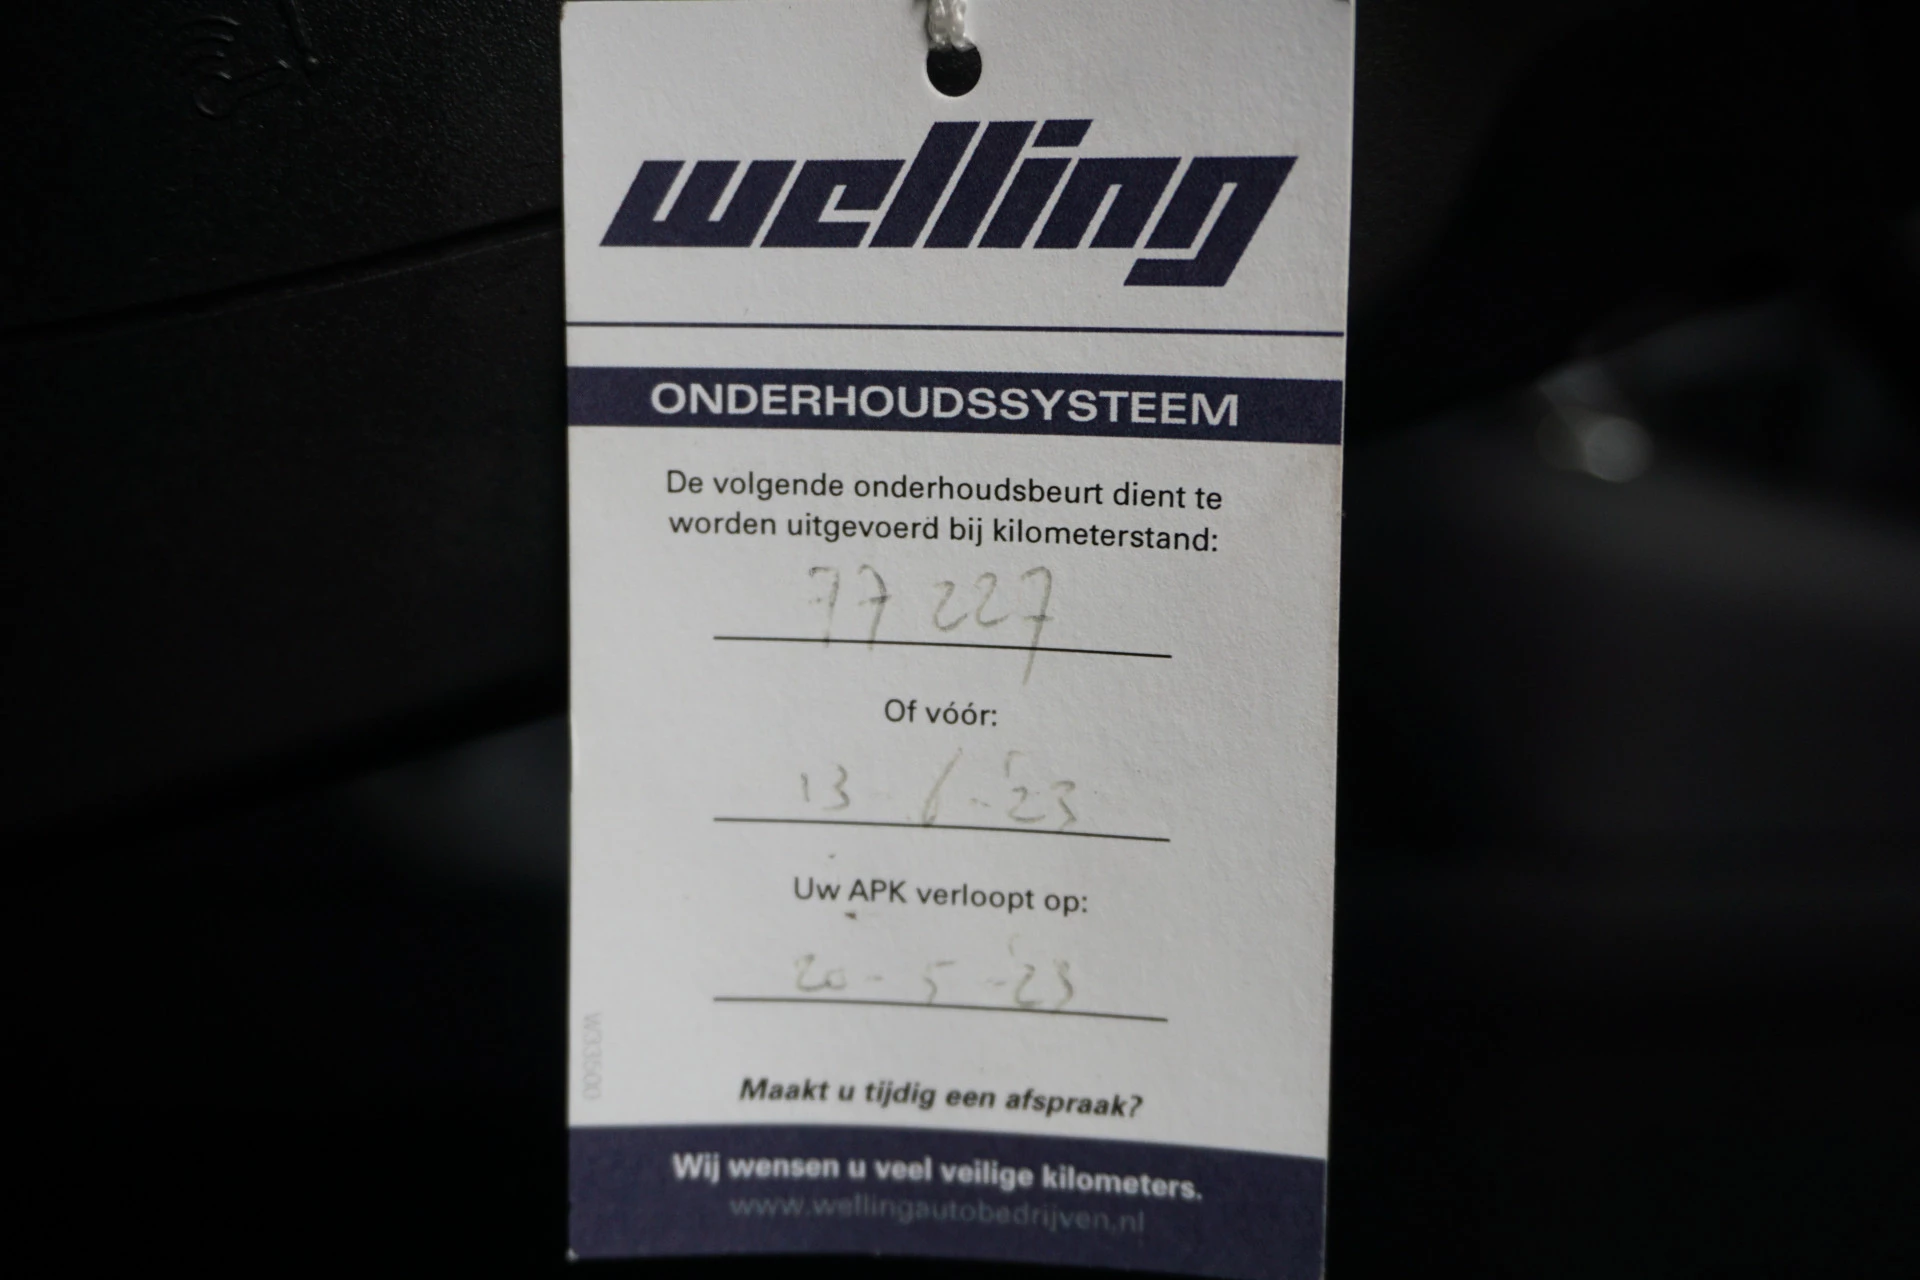 welling
ONDERHOUDSSYSTEEM
De volgende onderhoudsbeurt dient te
worden uitgevoerd bij kilometerstand:
77 227
Of vóór:
13 - 6 - '23
Uw APK verloopt op:
20 - 5 - '23
Maakt u tijdig een afspraak?
Wij wensen u veel veilige kilometers.
www.wellingautobedrijven.nl
W33500